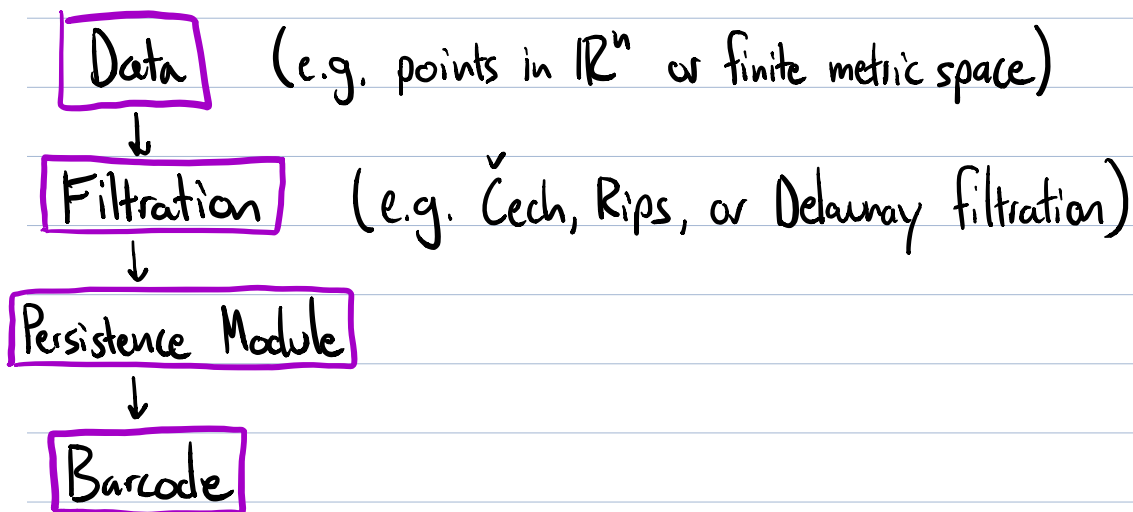 Data (e.g. points in ℝⁿ or finite metric space)
↓
Filtration (e.g. Čech, Rips, or Delaunay filtration)
↓
Persistence Module
↓
Barcode